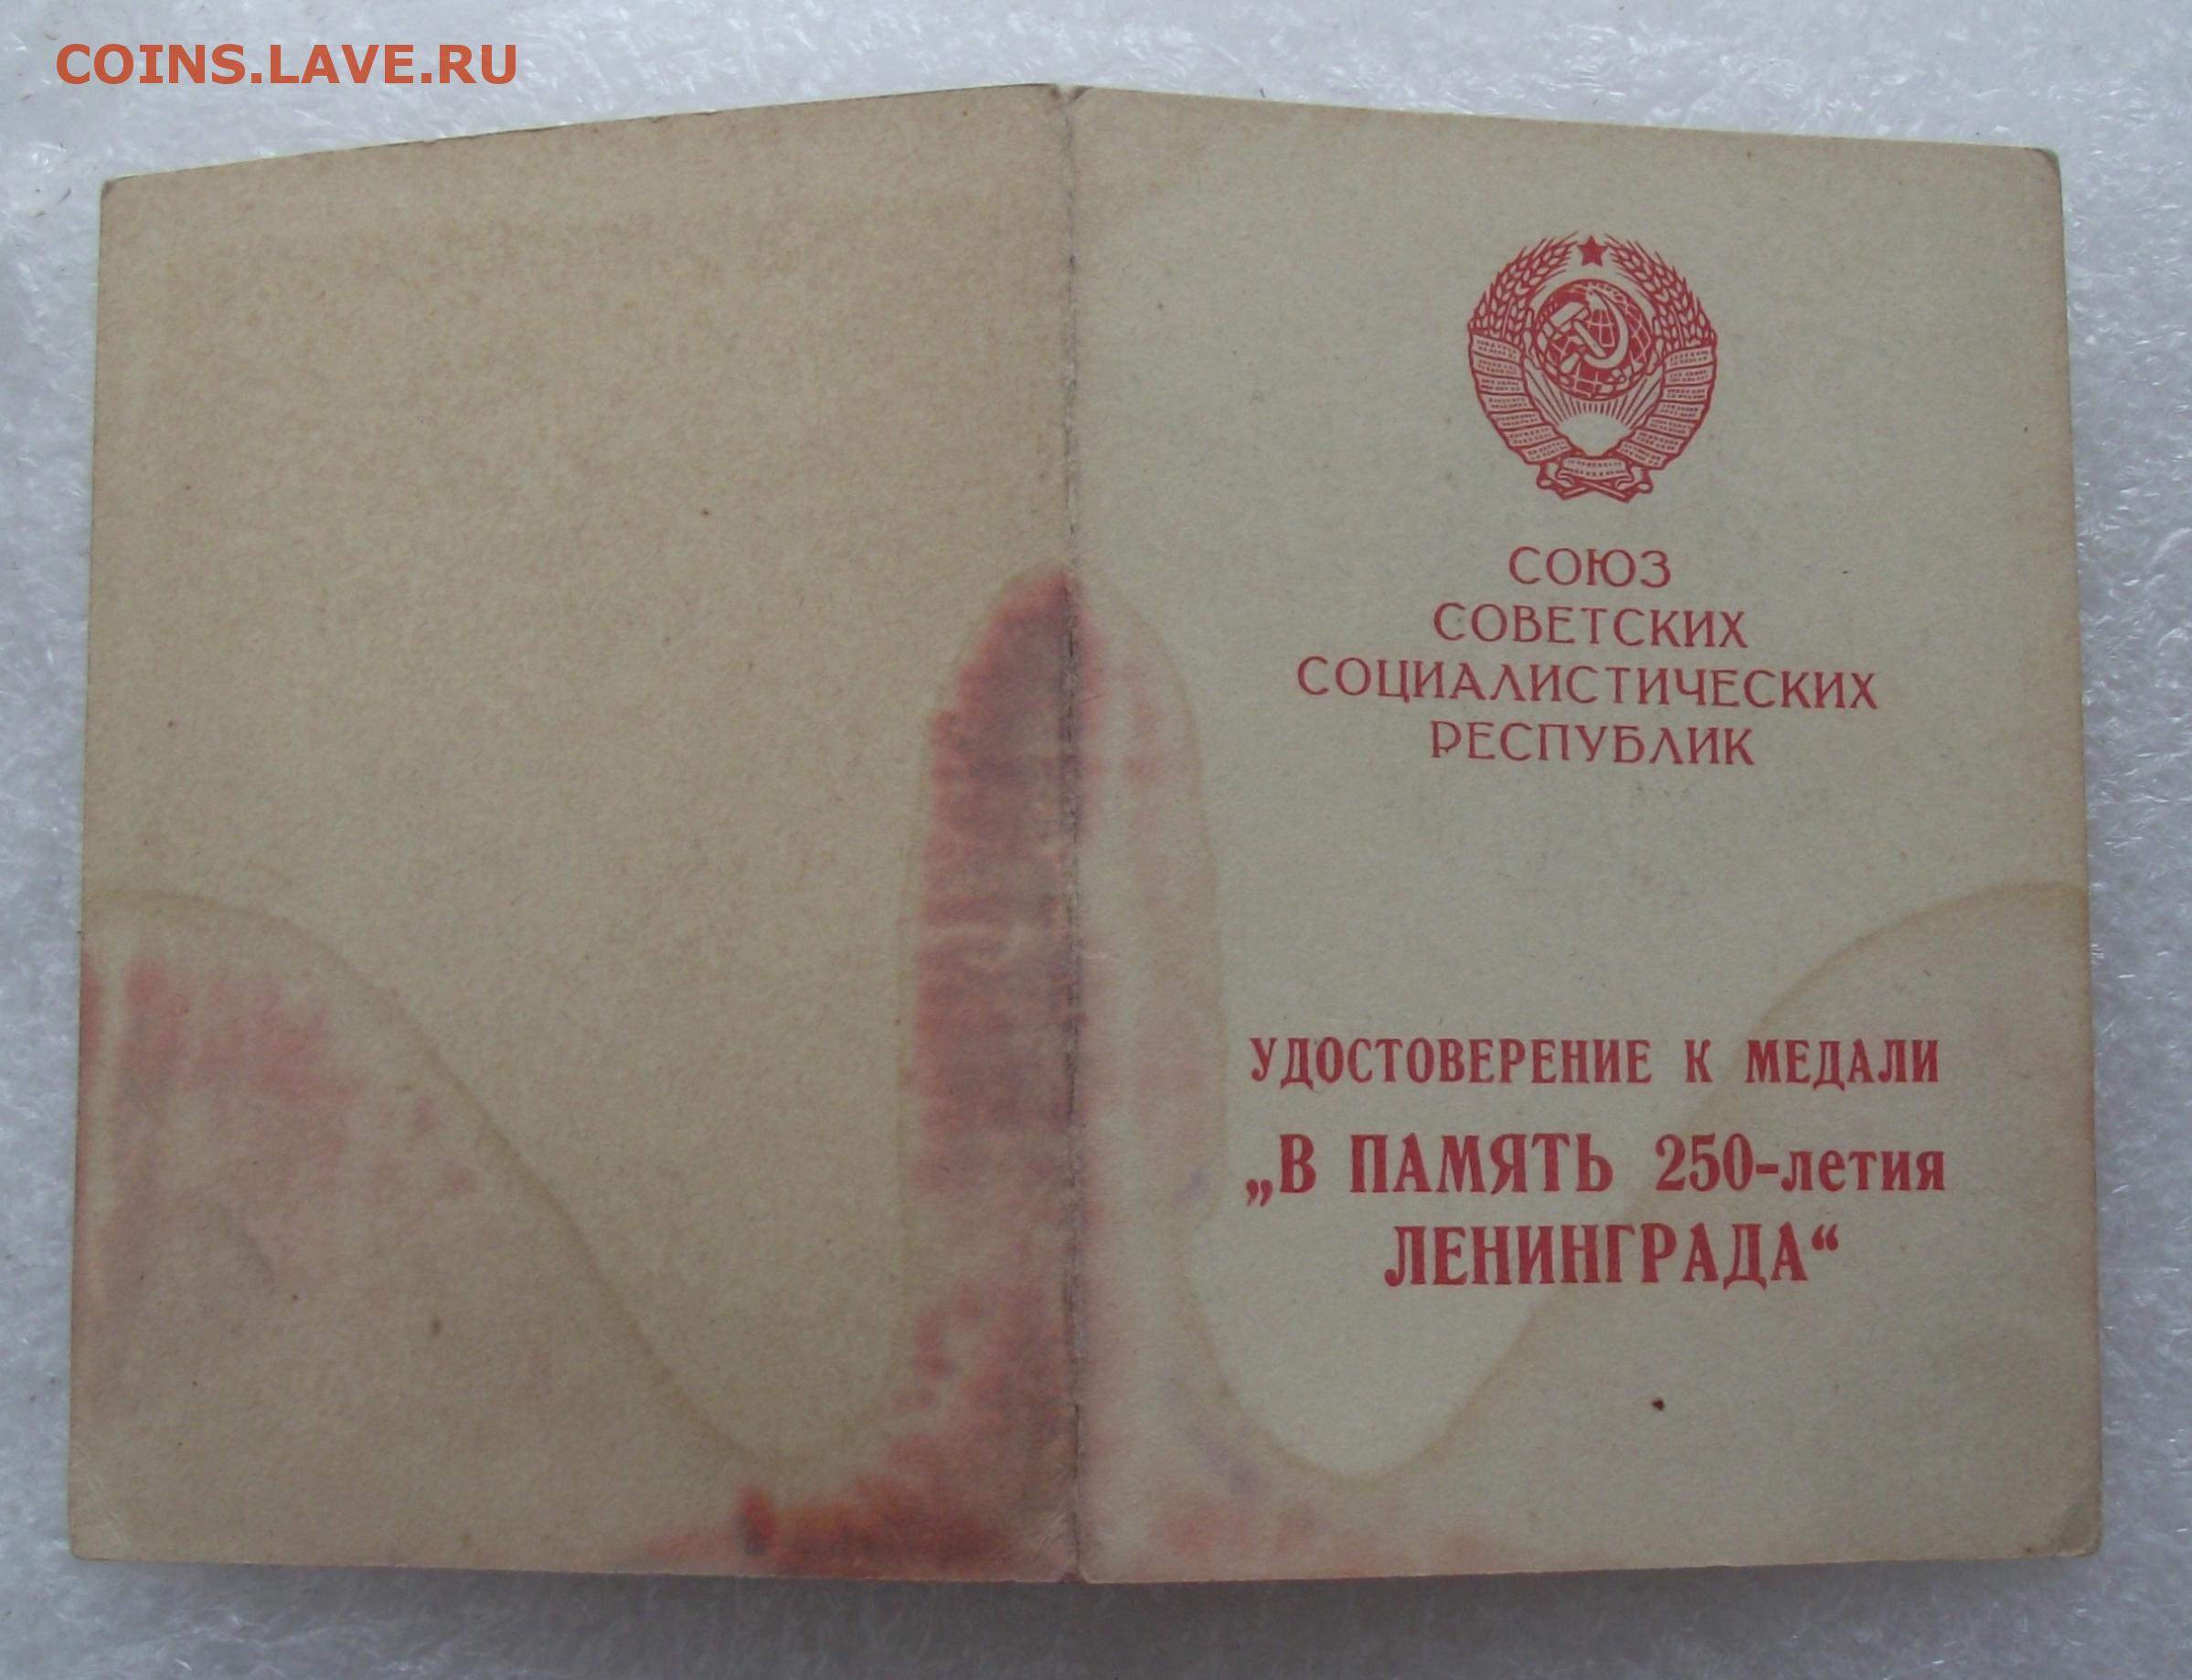 COINS.LAVE.RU
СОЮЗ
СОВЕТСКИХ
СОЦИАЛИСТИЧЕСКИХ
РЕСПУБЛИК
УДОСТОВЕРЕНИЕ К МЕДАЛИ
„В ПАМЯТЬ 250-летия
ЛЕНИНГРАДА“